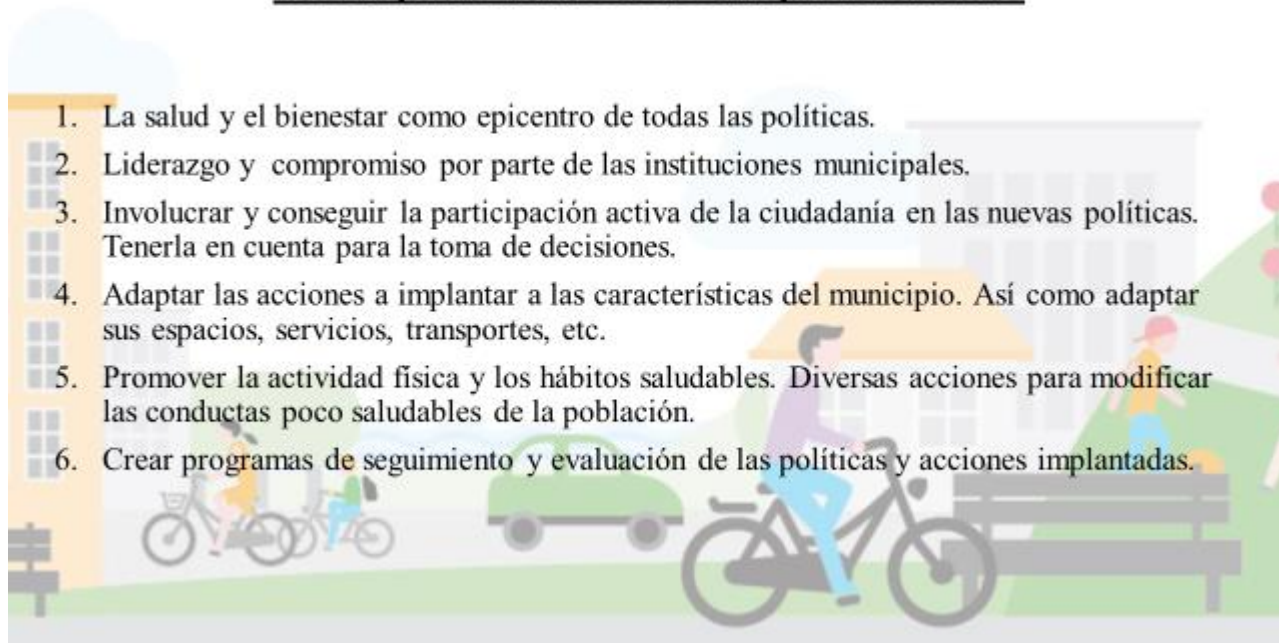 1. La salud y el bienestar como epicentro de todas las políticas.
2. Liderazgo y compromiso por parte de las instituciones municipales.
3. Involucrar y conseguir la participación activa de la ciudadanía en las nuevas políticas.
Tenerla en cuenta para la toma de decisiones.
4. Adaptar las acciones a implantar a las características del municipio. Así como adaptar
sus espacios, servicios, transportes, etc.
5. Promover la actividad física y los hábitos saludables. Diversas acciones para modificar
las conductas poco saludables de la población.
6. Crear programas de seguimiento y evaluación de las políticas y acciones implantadas.